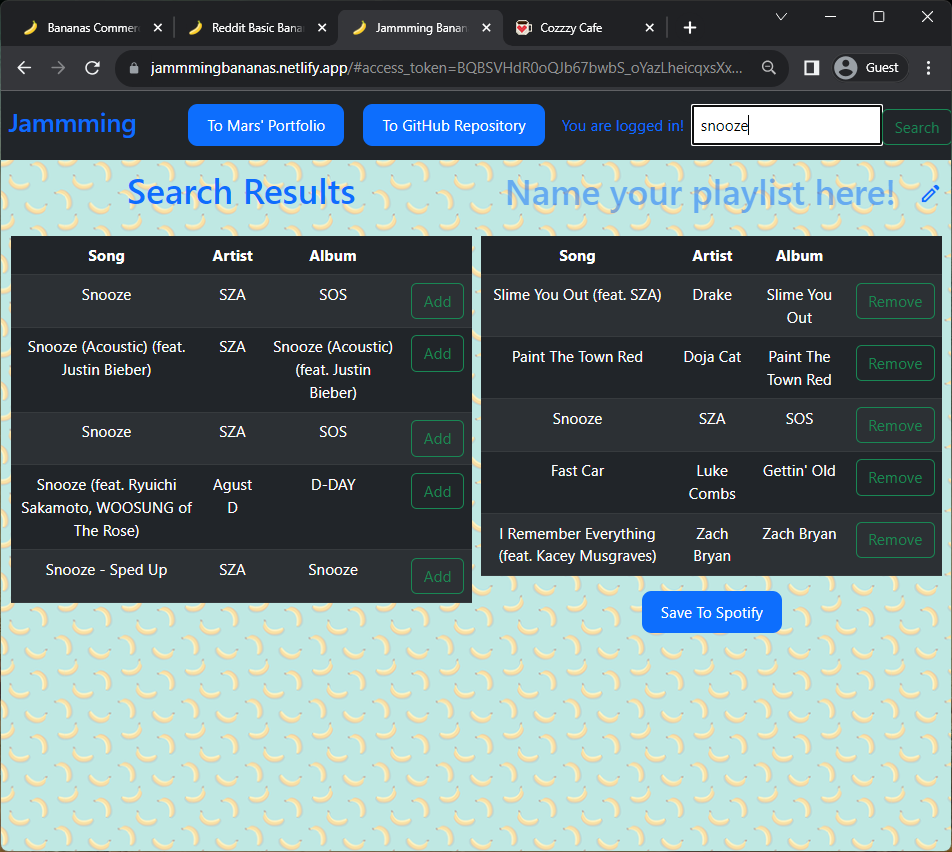 Bananas Commer
Reddit Basic Bana
Jammming Banan
Cozzzy Cafe
jammmingbananas.netlify.app/#access_token=BQBSVHdR0oQJb67bwbS_oYazLheicqxsXx...
Guest
Jammming
To Mars' Portfolio
To GitHub Repository
You are logged in!
snooze
Search
Search Results
Song Artist Album
Snooze SZA SOS Add
Snooze (Acoustic) (feat. SZA Snooze (Acoustic) Add
Justin Bieber) (feat. Justin
Bieber)
Snooze SZA SOS Add
Snooze (feat. Ryuichi Agust D-DAY Add
Sakamoto, WOOSUNG of D
The Rose)
Snooze - Sped Up SZA Snooze Add
Name your playlist here!
Song Artist Album
Slime You Out (feat. SZA) Drake Slime You Remove
Out
Paint The Town Red Doja Cat Paint The Remove
Town Red
Snooze SZA SOS Remove
Fast Car Luke Gettin' Old Remove
Combs
I Remember Everything Zach Zach Bryan Remove
(feat. Kacey Musgraves) Bryan
Save To Spotify